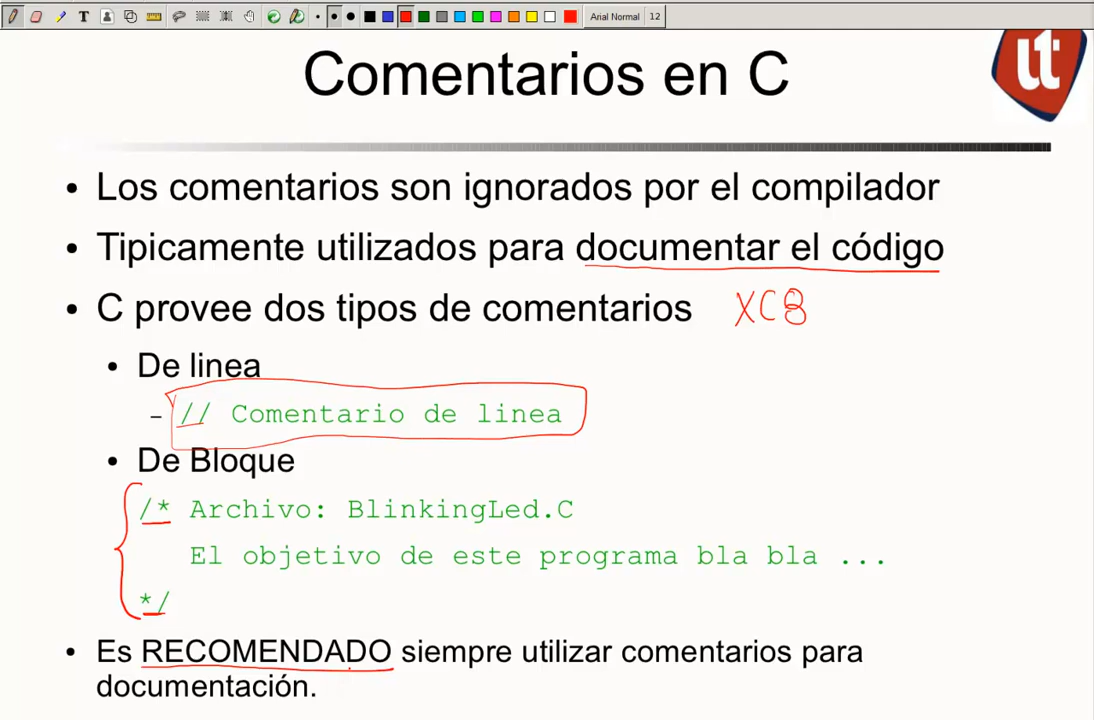 Arial Normal 12
Comentarios en C
ut
• Los comentarios son ignorados por el compilador
• Tipicamente utilizados para documentar el código
• C provee dos tipos de comentarios XC8
• De linea
– // Comentario de linea
• De Bloque
/* Archivo: BlinkingLed.C
El objetivo de este programa bla bla ...
*/
• Es RECOMENDADO siempre utilizar comentarios para
documentación.